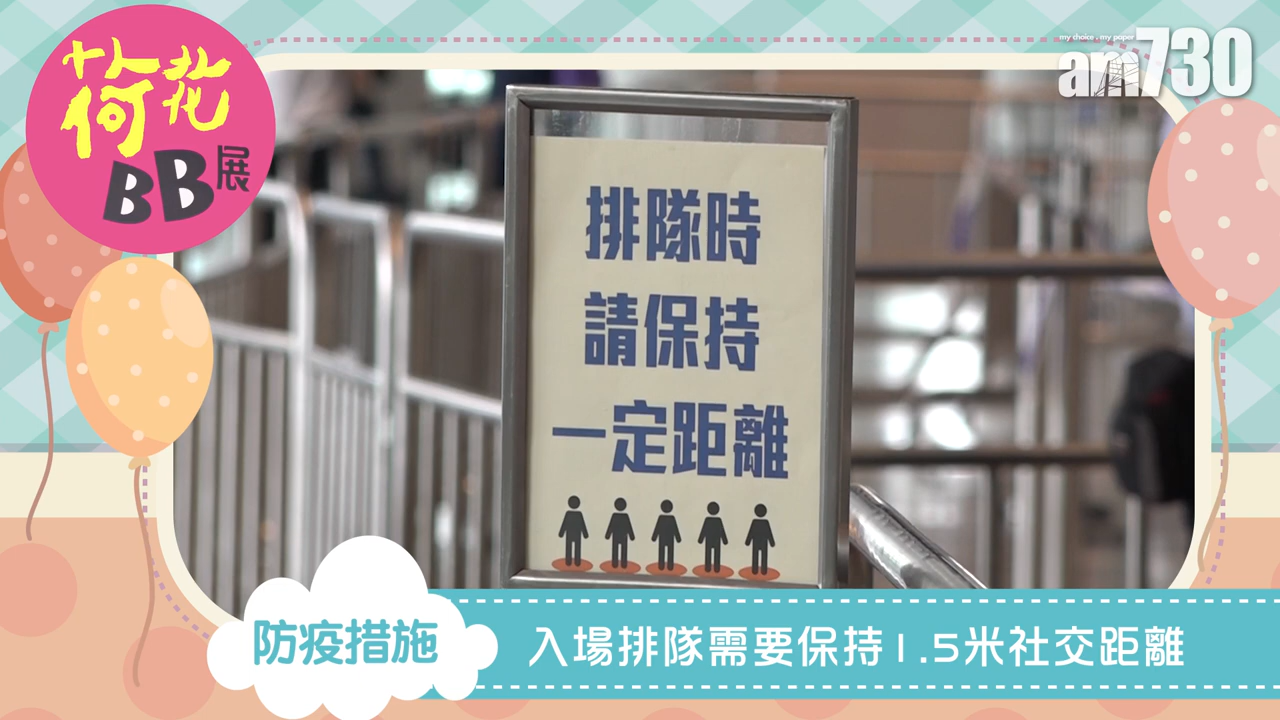 荷花
BB展
my choice . my paper
am730
排隊時
請保持
一定距離
防疫措施
入場排隊需要保持1.5米社交距離